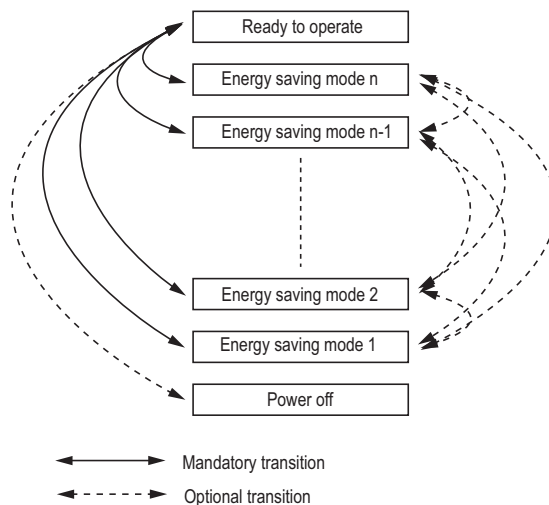 Ready to operate
Energy saving mode n
Energy saving mode n-1
Energy saving mode 2
Energy saving mode 1
Power off
Mandatory transition
Optional transition